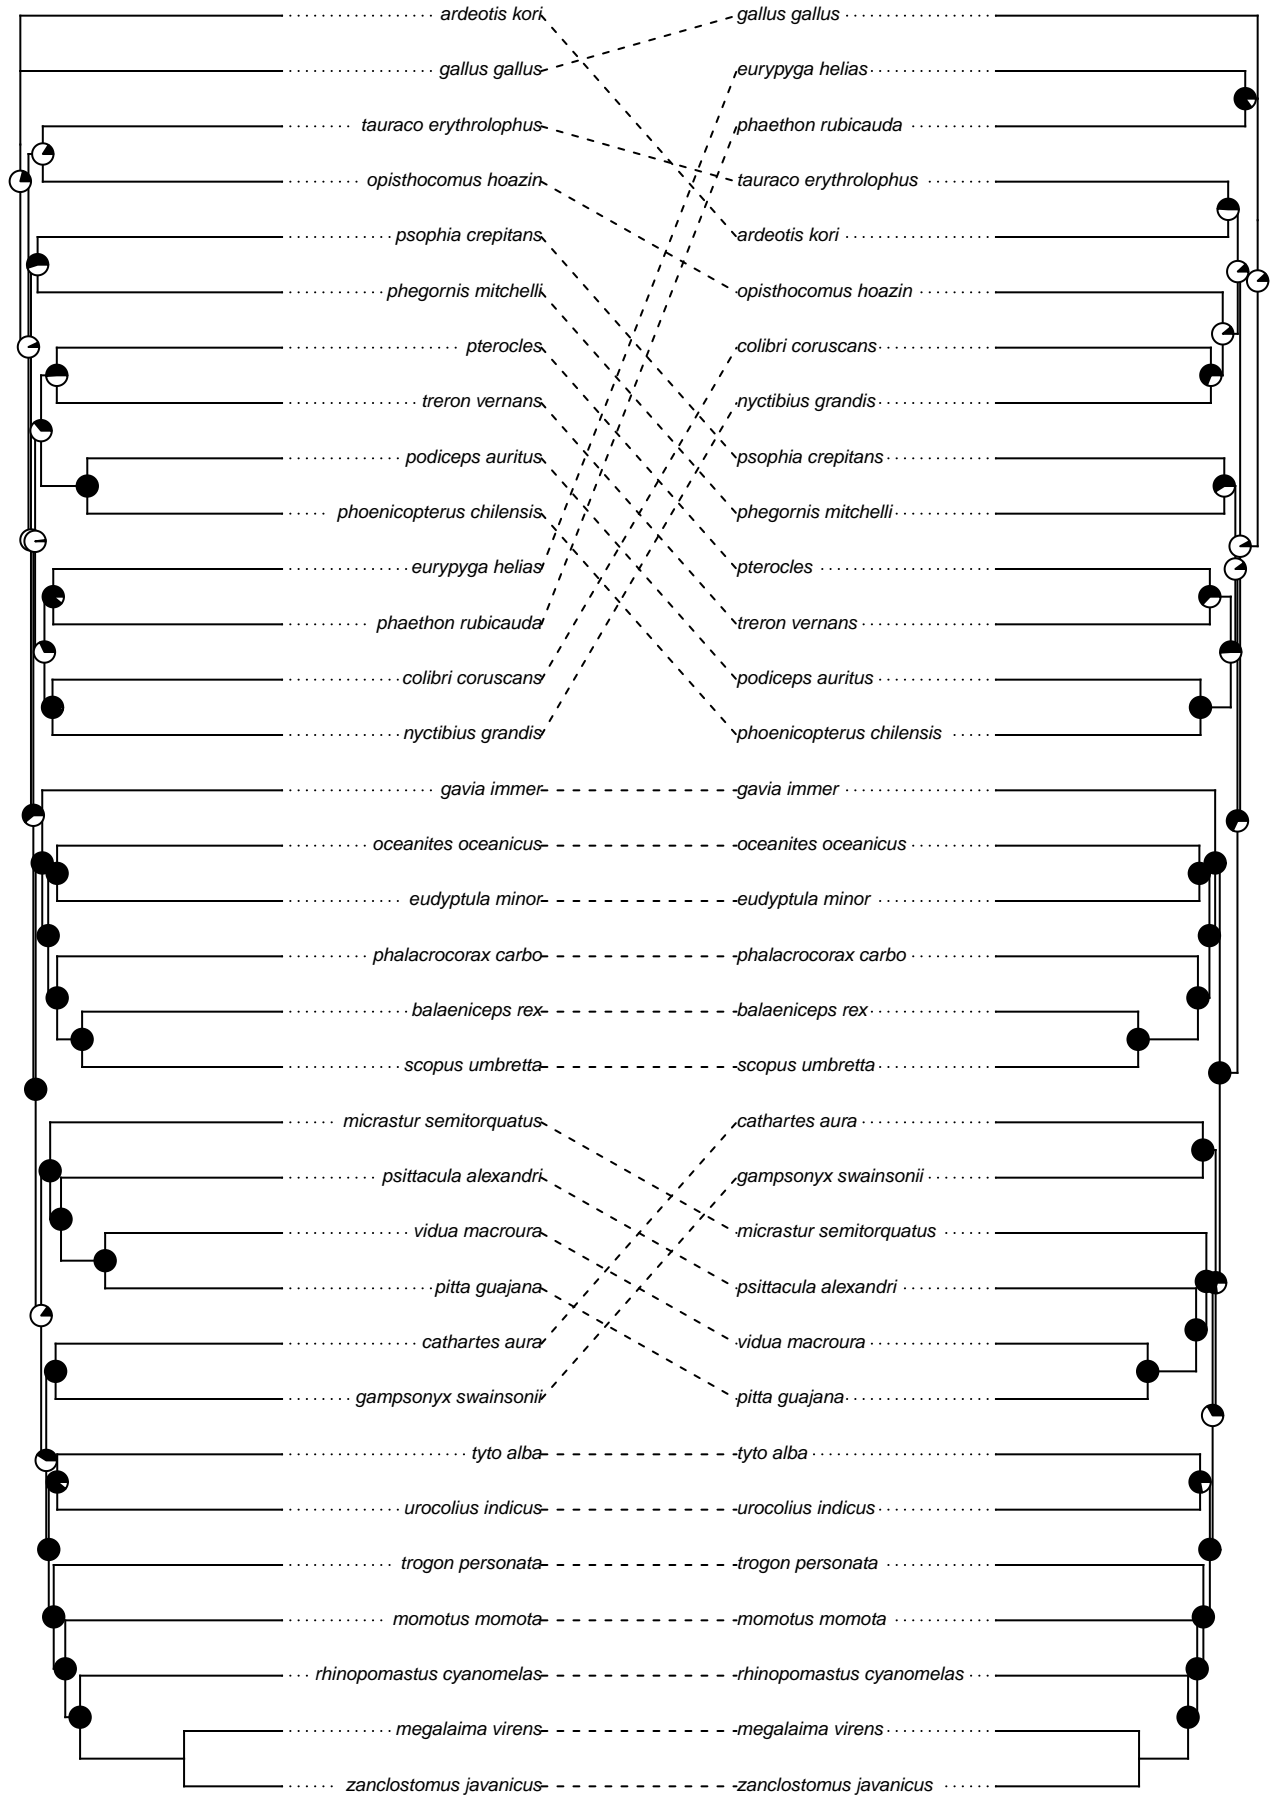 ardeotis kori gallus gallus
gallus gallus eurypyga helias
tauraco erythrolophus phaethon rubicauda
opisthocomus hoazin tauraco erythrolophus
psophia crepitans ardeotis kori
phegornis mitchelli opisthocomus hoazin
pterocles colibri coruscans
treron vernans nyctibius grandis
podiceps auritus psophia crepitans
phoenicopterus chilensis phegornis mitchelli
eurypyga helias pterocles
phaethon rubicauda treron vernans
colibri coruscans podiceps auritus
nyctibius grandis phoenicopterus chilensis
gavia immer gavia immer
oceanites oceanicus oceanites oceanicus
eudyptula minor eudyptula minor
phalacrocorax carbo phalacrocorax carbo
balaeniceps rex balaeniceps rex
scopus umbretta scopus umbretta
micrastur semitorquatus cathartes aura
psittacula alexandri gampsonyx swainsonii
vidua macroura micrastur semitorquatus
pitta guajana psittacula alexandri
cathartes aura vidua macroura
gampsonyx swainsonii pitta guajana
tyto alba tyto alba
urocolius indicus urocolius indicus
trogon personata trogon personata
momotus momota momotus momota
rhinopomastus cyanomelas rhinopomastus cyanomelas
megalaima virens megalaima virens
zanclostomus javanicus zanclostomus javanicus